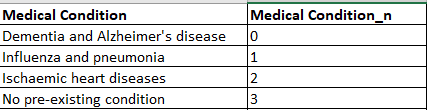 Medical Condition Medical Condition_n
Dementia and Alzheimer's disease 0
Influenza and pneumonia 1
Ischaemic heart diseases 2
No pre-existing condition 3